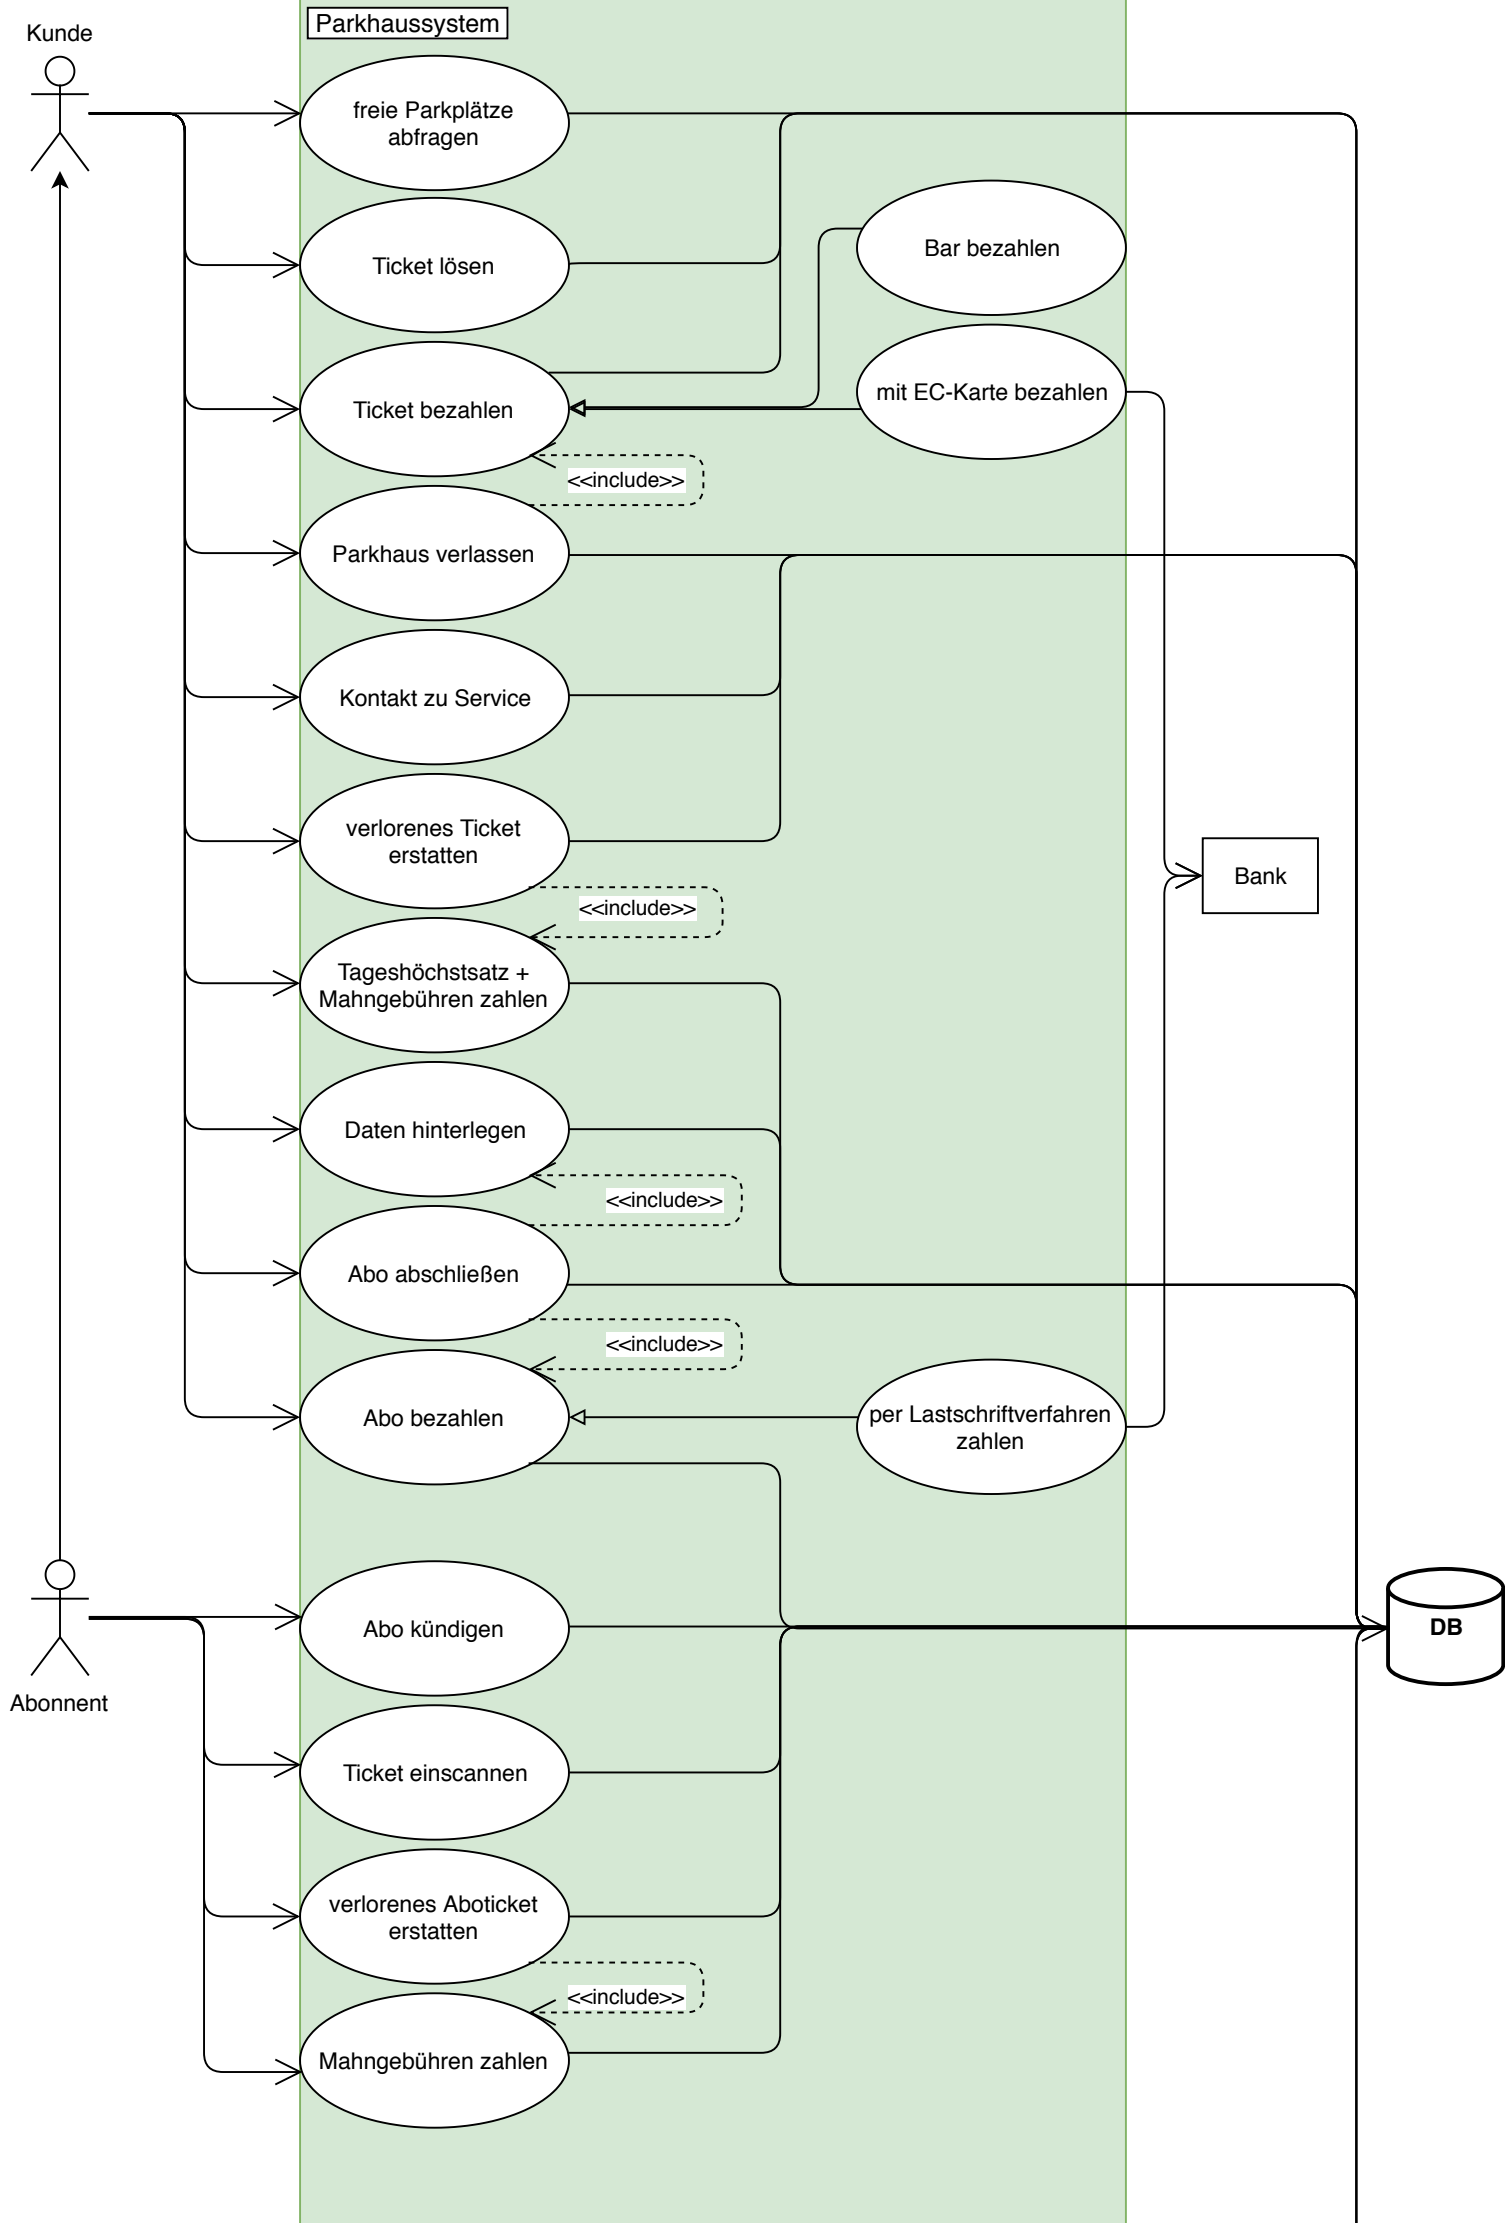 Parkhaussystem
Kunde
freie Parkplätze
abfragen
Ticket lösen
Bar bezahlen
Ticket bezahlen
mit EC-Karte bezahlen
<<include>>
Parkhaus verlassen
Kontakt zu Service
verlorenes Ticket
erstatten
Bank
<<include>>
Tageshöchstsatz +
Mahngebühren zahlen
Daten hinterlegen
<<include>>
Abo abschließen
<<include>>
Abo bezahlen
per Lastschriftverfahren
zahlen
Abo kündigen
DB
Abonnent
Ticket einscannen
verlorenes Aboticket
erstatten
<<include>>
Mahngebühren zahlen